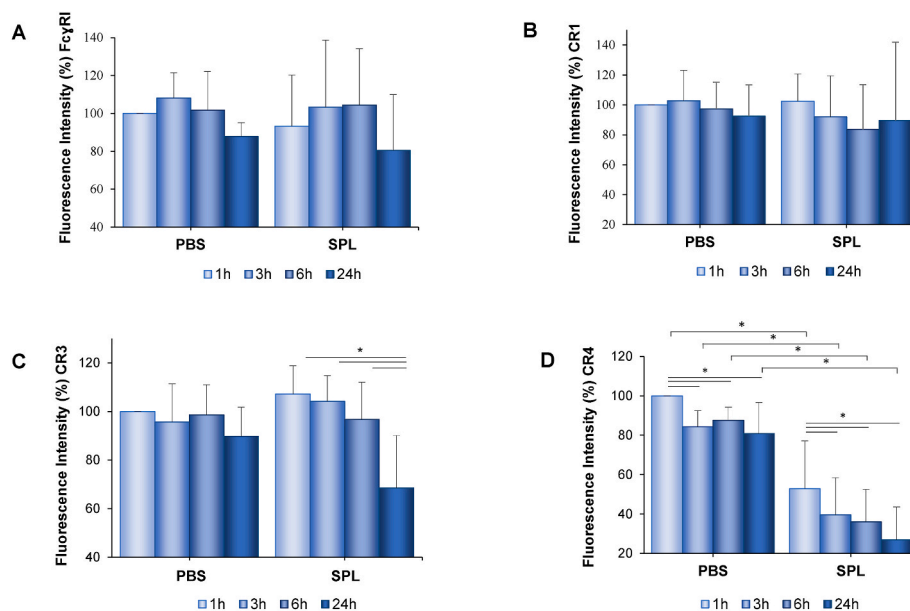 A
Fluorescence Intensity (%) FcγRI
140
120
100
80
60
40
PBS
SPL
1h 3h 6h 24h
B
Fluorescence Intensity (%) CR1
140
120
100
80
60
40
20
PBS
SPL
1h 3h 6h 24h
C
Fluorescence Intensity (%) CR3
120
100
80
60
40
*
PBS
SPL
1h 3h 6h 24h
D
Fluorescence Intensity (%) CR4
120
100
80
60
40
20
*
*
*
*
*
*
PBS
SPL
1h 3h 6h 24h